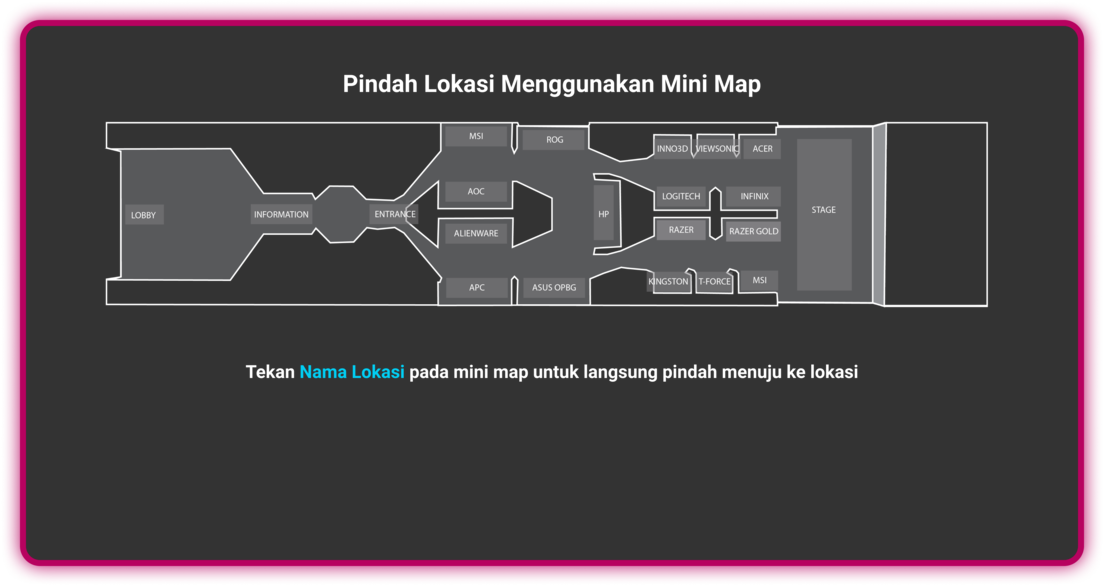 Pindah Lokasi Menggunakan Mini Map
MSI
ROG
INNO3D
VIEWSONIC
ACER
AOC
LOGITECH
INFINIX
LOBBY
INFORMATION
ENTRANCE
HP
STAGE
ALIENWARE
RAZER
RAZER GOLD
APC
ASUS OPBG
KINGSTON
T-FORCE
MSI
Tekan Nama Lokasi pada mini map untuk langsung pindah menuju ke lokasi